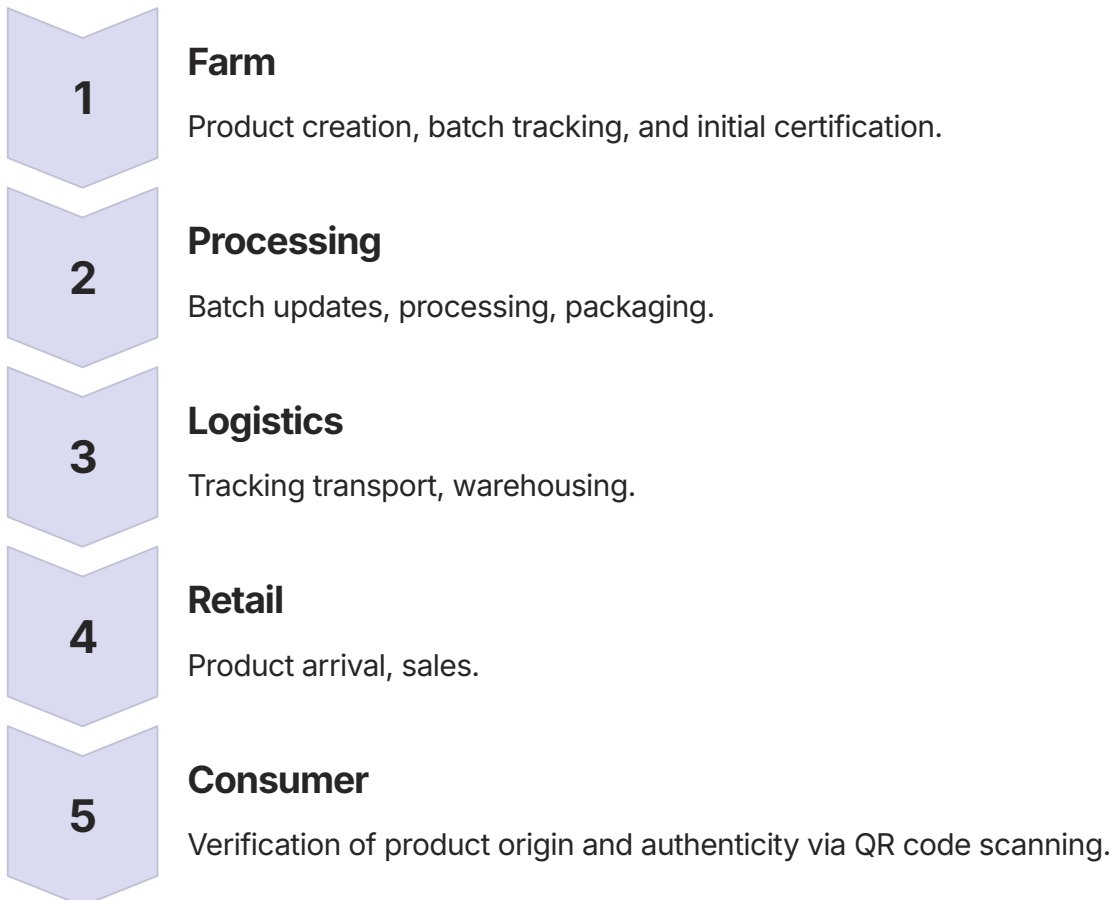 1
Farm
Product creation, batch tracking, and initial certification.
2
Processing
Batch updates, processing, packaging.
3
Logistics
Tracking transport, warehousing.
4
Retail
Product arrival, sales.
5
Consumer
Verification of product origin and authenticity via QR code scanning.